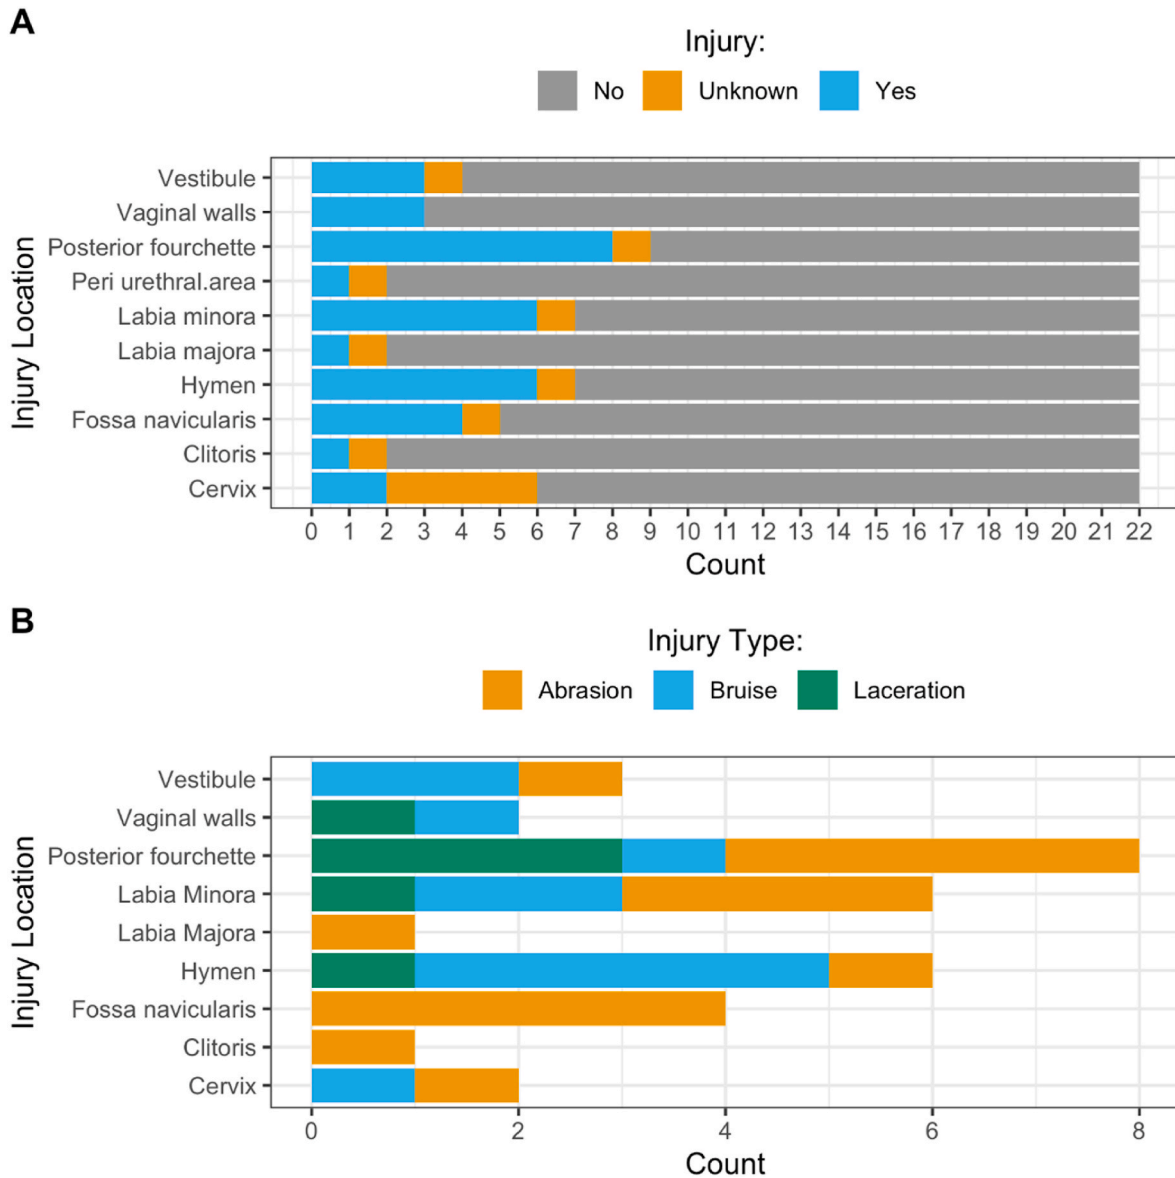 A
Injury:
No Unknown Yes
Injury Location
Vestibule
Vaginal walls
Posterior fourchette
Peri urethral.area
Labia minora
Labia majora
Hymen
Fossa navicularis
Clitoris
Cervix
0 1 2 3 4 5 6 7 8 9 10 11 12 13 14 15 16 17 18 19 20 21 22
Count
B
Injury Type:
Abrasion Bruise Laceration
Injury Location
Vestibule
Vaginal walls
Posterior fourchette
Labia Minora
Labia Majora
Hymen
Fossa navicularis
Clitoris
Cervix
0 2 4 6 8
Count